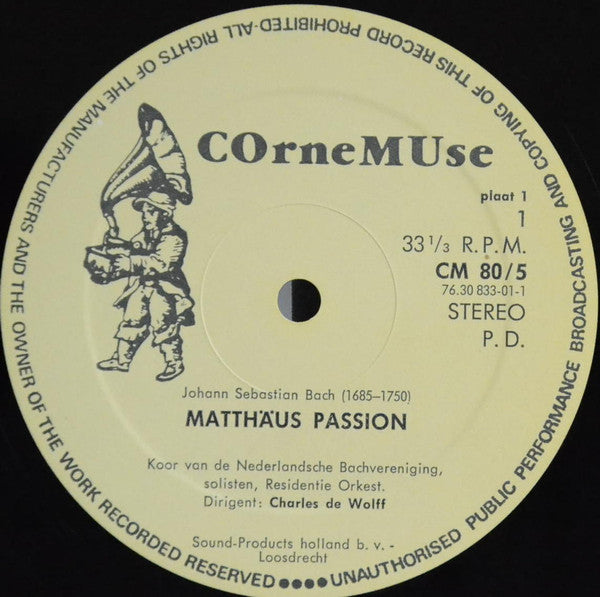 COrneMUse
plaat 1
1
33 1/3 R.P.M.
CM 80/5
76.30 833-01-1
STEREO
P.D.
Johann Sebastian Bach (1685–1750)
MATTHÄUS PASSION
Koor van de Nederlandsche Bachvereniging,
solisten, Residentie Orkest.
Dirigent: Charles de Wolff
Sound-Products holland b.v. -
Loosdrecht
ALL RIGHTS OF THE MANUFACTURERS AND THE OWNER OF THE WORK RECORDED RESERVED●●●●UNAUTHORISED PUBLIC PERFORMANCE BROADCASTING AND COPYING OF THIS RECORD PROHIBITED-